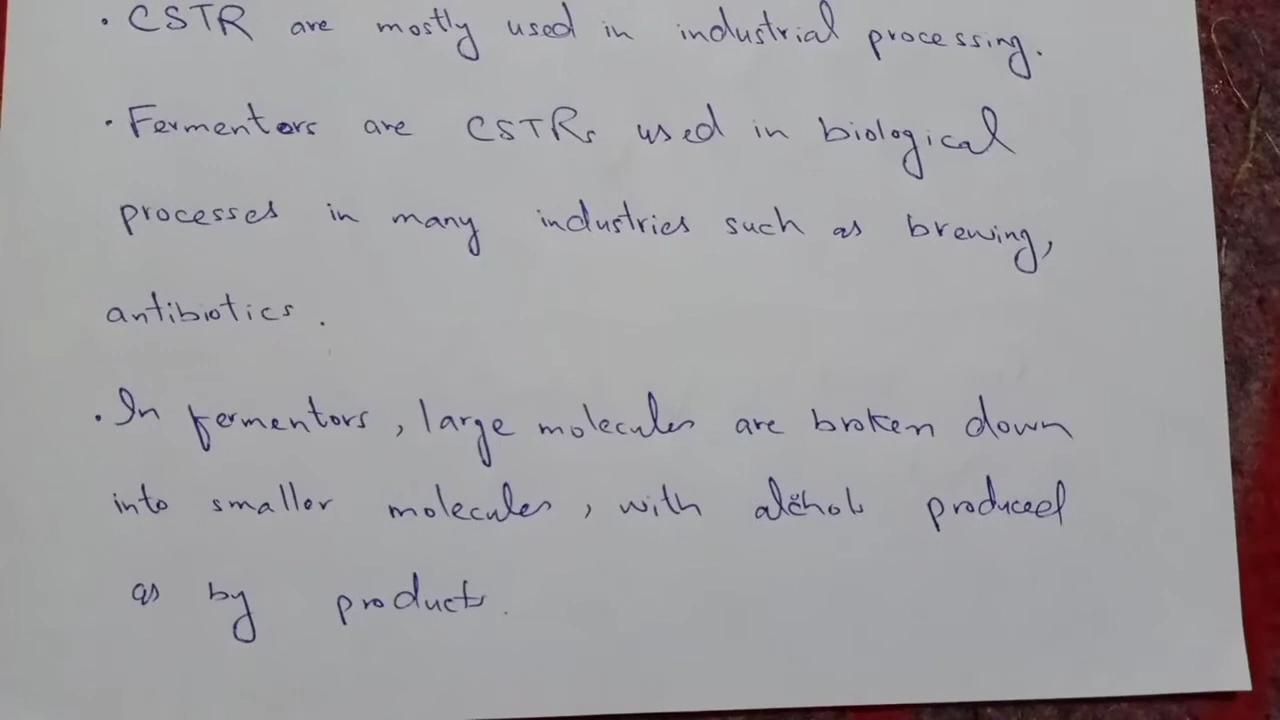 · CSTR are mostly used in industrial processing.
· Fermentors are CSTRs used in biological
processes in many industries such as brewing,
antibiotics.
· In fermentors, large molecules are broken down
into smaller molecules, with alchols produced
as by products.